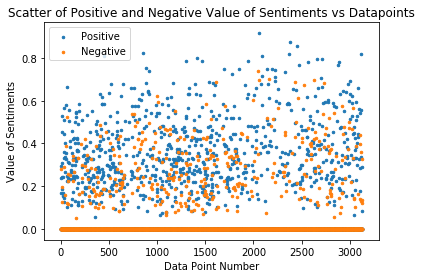 Scatter of Positive and Negative Value of Sentiments vs Datapoints
Positive
Negative
Value of Sentiments
0.8
0.6
0.4
0.2
0.0
0 500 1000 1500 2000 2500 3000
Data Point Number